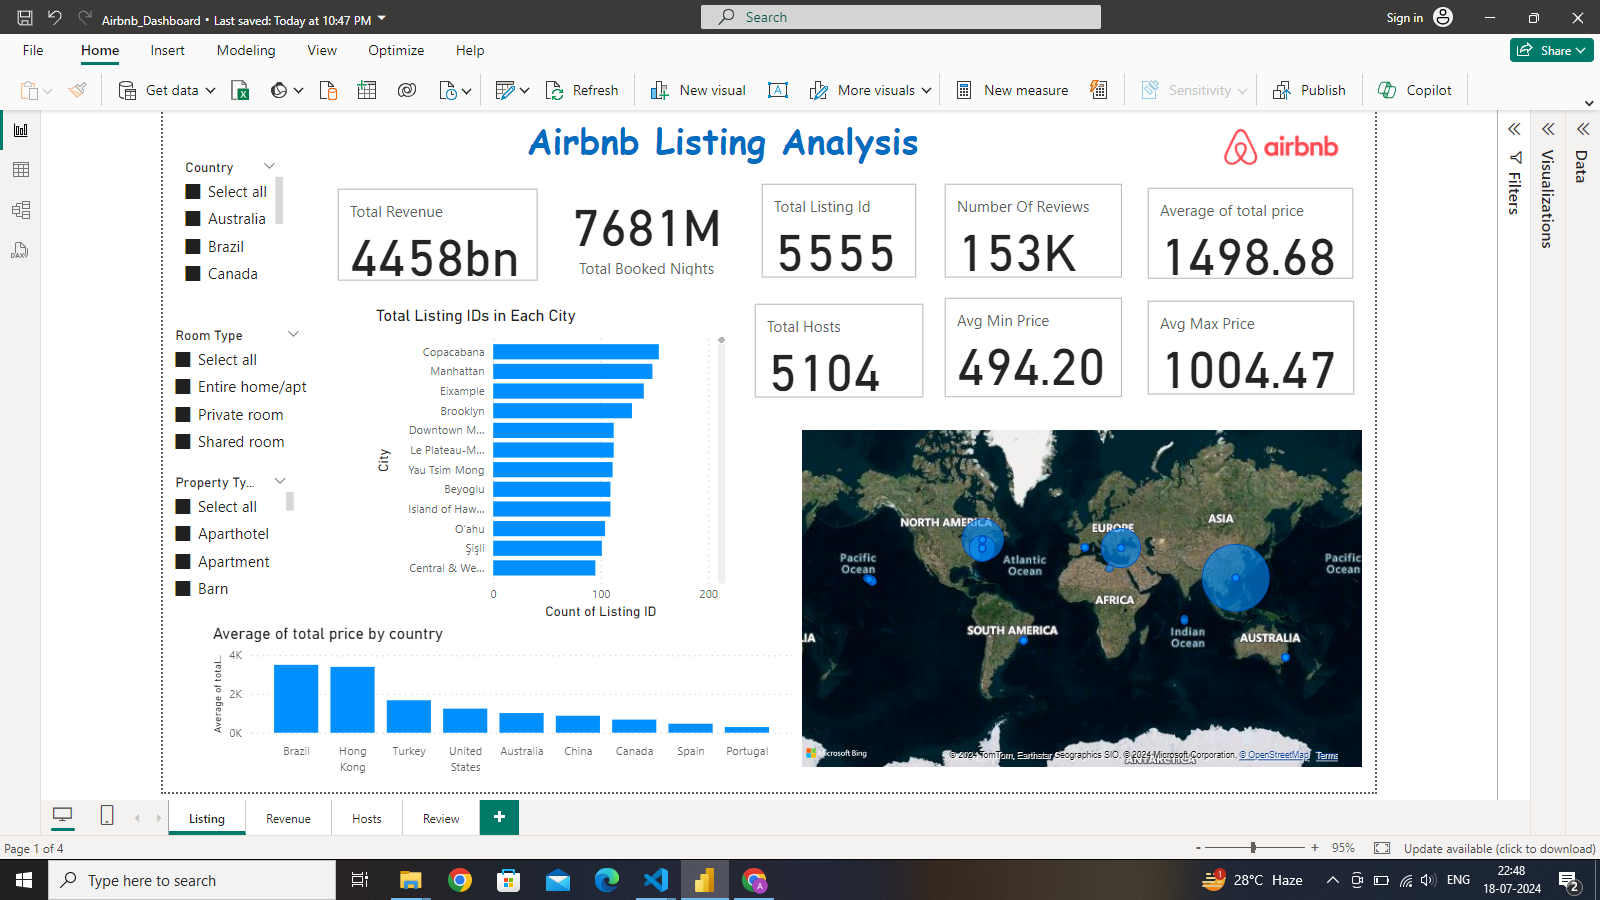 Airbnb_Dashboard • Last saved: Today at 10:47 PM
Search
Sign in
File
Home
Insert
Modeling
View
Optimize
Help
Share
Get data
Refresh
New visual
More visuals
New measure
Sensitivity
Publish
Copilot
Airbnb Listing Analysis
airbnb
Country
Select all
Australia
Brazil
Canada
Room Type
Select all
Entire home/apt
Private room
Shared room
Property Ty...
Select all
Aparthotel
Apartment
Barn
Total Revenue
4458bn
7681M
Total Booked Nights
Total Listing Id
5555
Number Of Reviews
153K
Average of total price
1498.68
Total Hosts
5104
Avg Min Price
494.20
Avg Max Price
1004.47
Total Listing IDs in Each City
City
Copacabana
Manhattan
Eixample
Brooklyn
Downtown M...
Le Plateau-M...
Yau Tsim Mong
Beyoglu
Island of Haw...
O'ahu
Şişli
Central & We...
0 100 200
Count of Listing ID
Average of total price by country
Average of total...
4K
2K
0K
Brazil
Hong Kong
Turkey
United States
Australia
China
Canada
Spain
Portugal
NORTH AMERICA
EUROPE
ASIA
Pacific Ocean
Atlantic Ocean
Pacific Ocean
AFRICA
SOUTH AMERICA
Indian Ocean
AUSTRALIA
LIA
ANTARCTICA
Microsoft Bing
© 2024 TomTom, Earthstar Geographics SIO, © 2024 Microsoft Corporation, © OpenStreetMap Terms
Filters
Visualizations
Data
DAX
Listing
Revenue
Hosts
Review
Page 1 of 4
- + 95%
Update available (click to download)
Type here to search
A
1
28°C Haze
ENG
22:48
18-07-2024
2